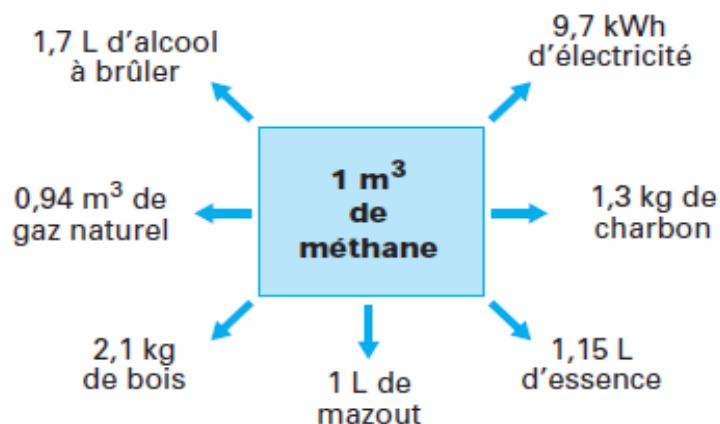 1,7 L d'alcool
à brûler
9,7 kWh
d'électricité
0,94 m³ de
gaz naturel
1 m³
de
méthane
1,3 kg de
charbon
2,1 kg
de bois
1 L de
mazout
1,15 L
d'essence